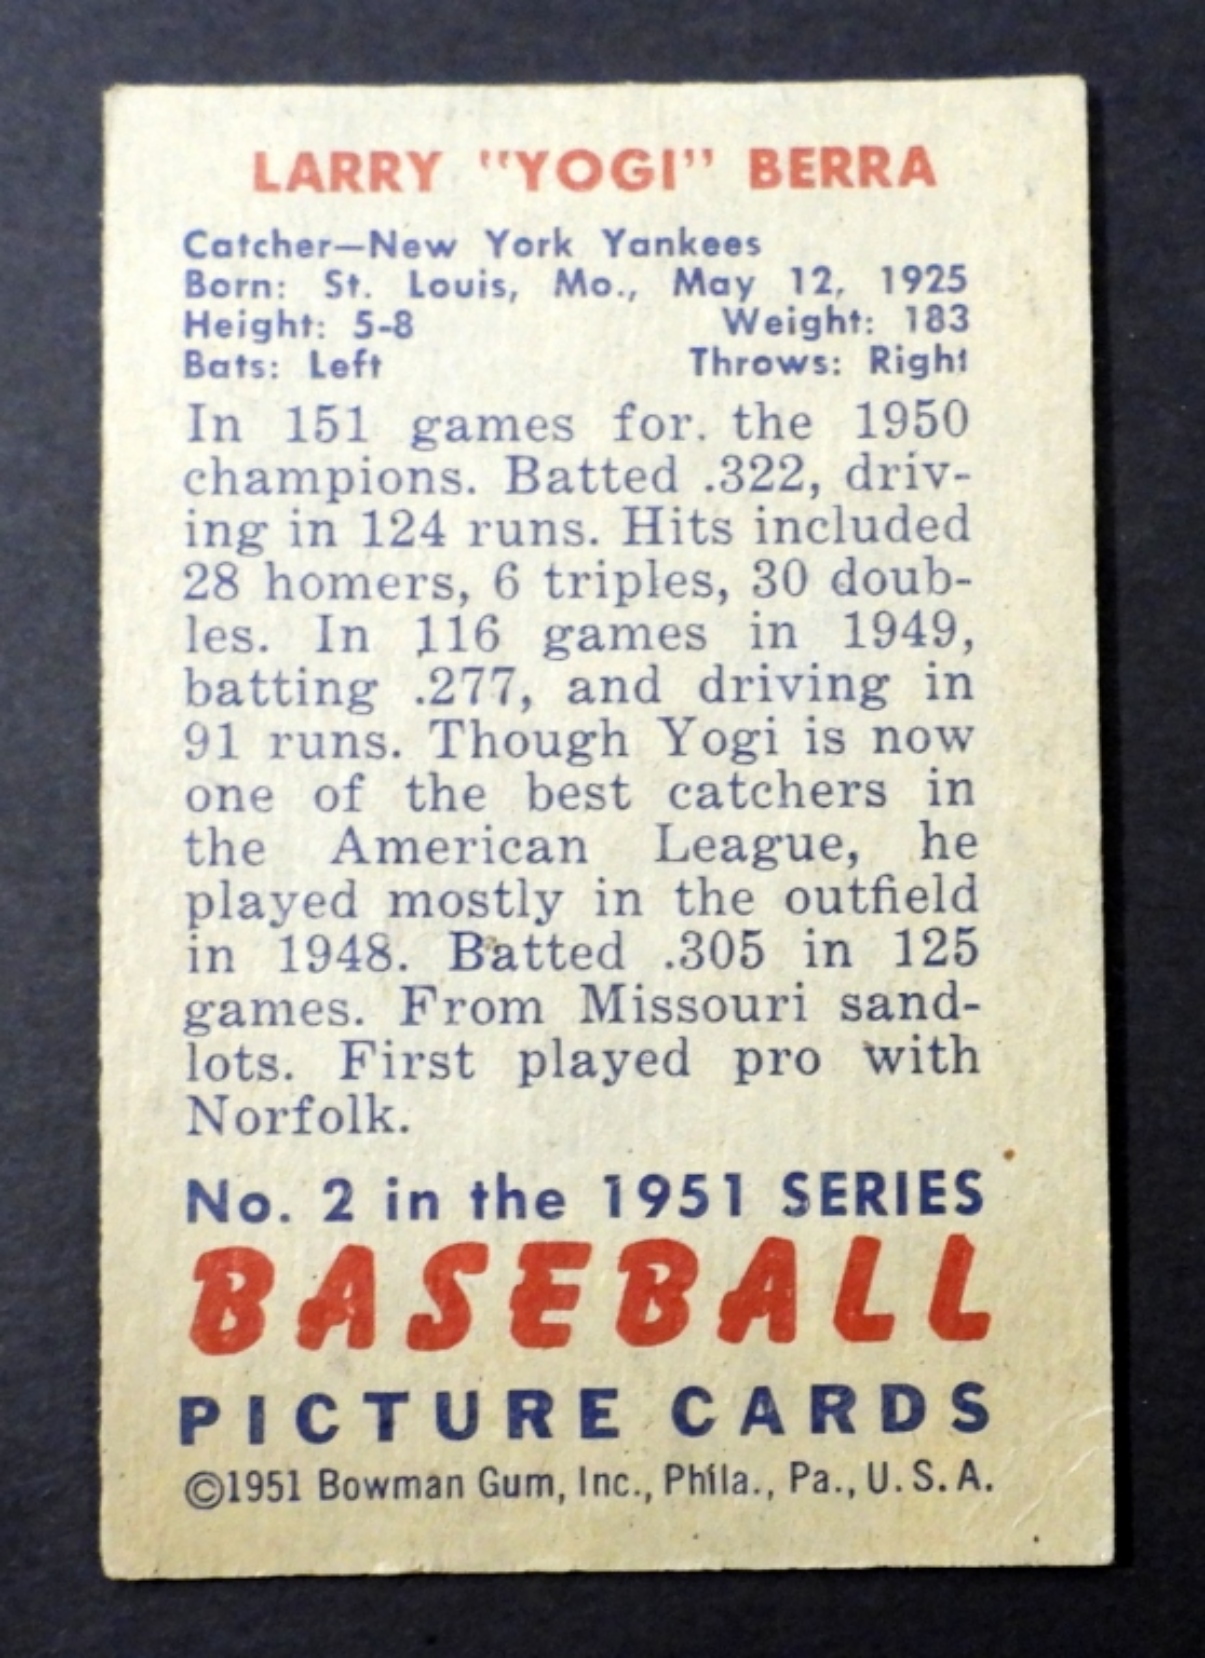 LARRY "YOGI" BERRA
Catcher—New York Yankees
Born: St. Louis, Mo., May 12, 1925
Height: 5-8 Weight: 183
Bats: Left Throws: Right
In 151 games for. the 1950
champions. Batted .322, driv-
ing in 124 runs. Hits included
28 homers, 6 triples, 30 doub-
les. In 116 games in 1949,
batting .277, and driving in
91 runs. Though Yogi is now
one of the best catchers in
the American League, he
played mostly in the outfield
in 1948. Batted .305 in 125
games. From Missouri sand-
lots. First played pro with
Norfolk.
No. 2 in the 1951 SERIES
BASEBALL
PICTURE CARDS
©1951 Bowman Gum, Inc., Phila., Pa., U.S.A.